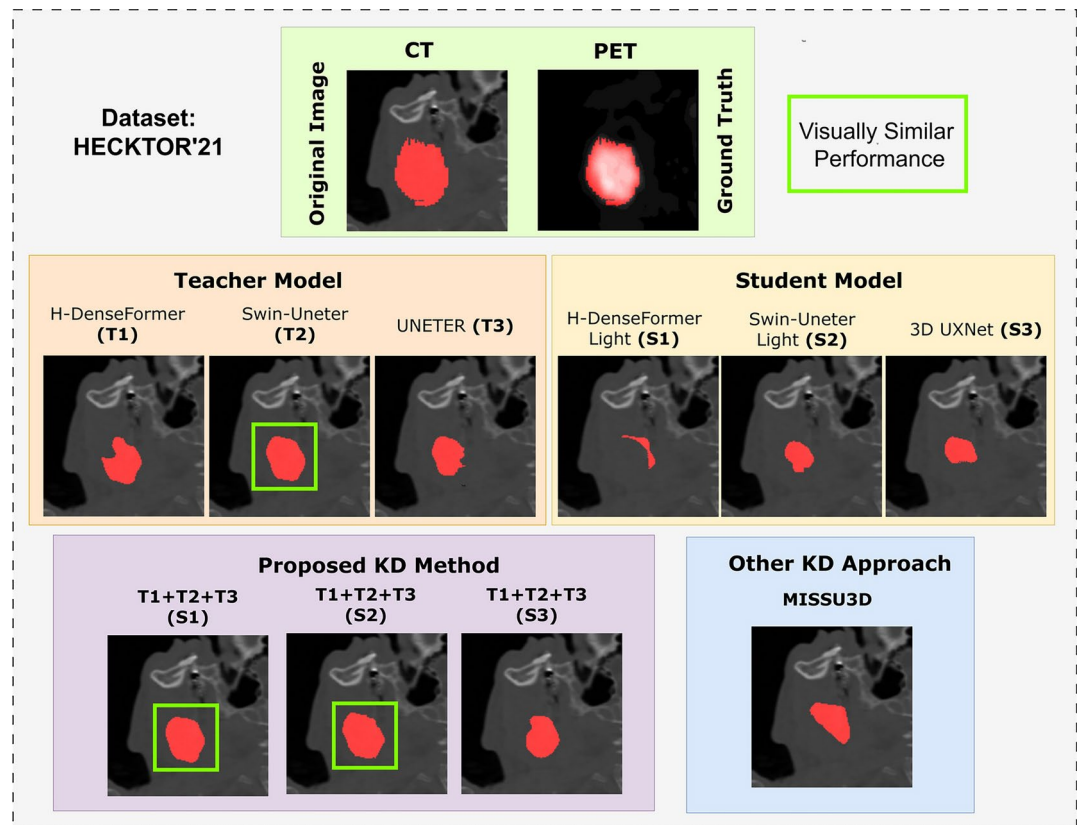 Dataset:
HECKTOR'21
CT
PET
Original Image
Ground Truth
Visually Similar
Performance
Teacher Model
H-DenseFormer
(T1)
Swin-Uneter
(T2)
UNETER (T3)
Student Model
H-DenseFormer
Light (S1)
Swin-Uneter
Light (S2)
3D UXNet (S3)
Proposed KD Method
T1+T2+T3
(S1)
T1+T2+T3
(S2)
T1+T2+T3
(S3)
Other KD Approach
MISSU3D